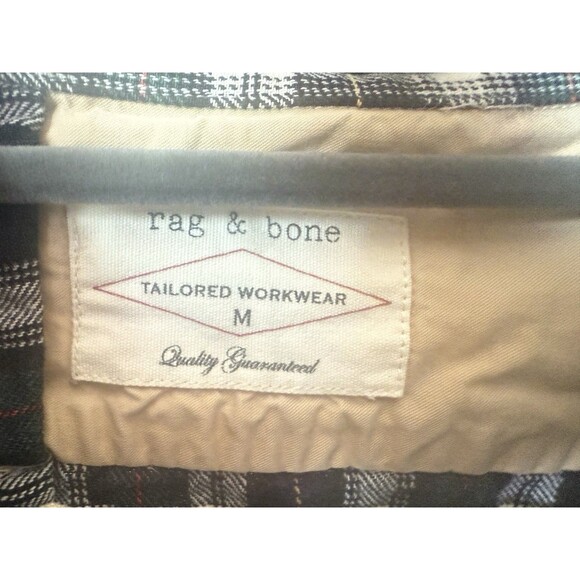 rag & bone
TAILORED WORKWEAR
M
Quality Guaranteed